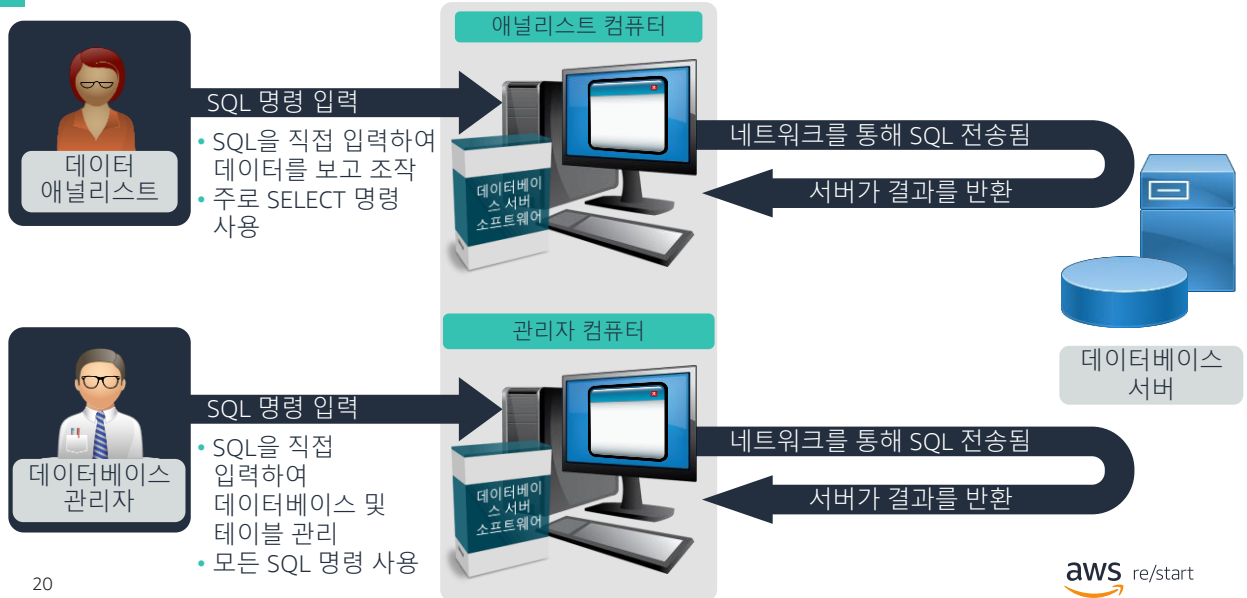 애널리스트 컴퓨터
데이터
애널리스트
SQL 명령 입력
• SQL을 직접 입력하여
데이터를 보고 조작
• 주로 SELECT 명령
사용
데이터베이
스 서버
소프트웨어
네트워크를 통해 SQL 전송됨
서버가 결과를 반환
데이터베이스
서버
관리자 컴퓨터
데이터베이스
관리자
SQL 명령 입력
• SQL을 직접
입력하여
데이터베이스 및
테이블 관리
• 모든 SQL 명령 사용
데이터베이
스 서버
소프트웨어
네트워크를 통해 SQL 전송됨
서버가 결과를 반환
20
aws re/start